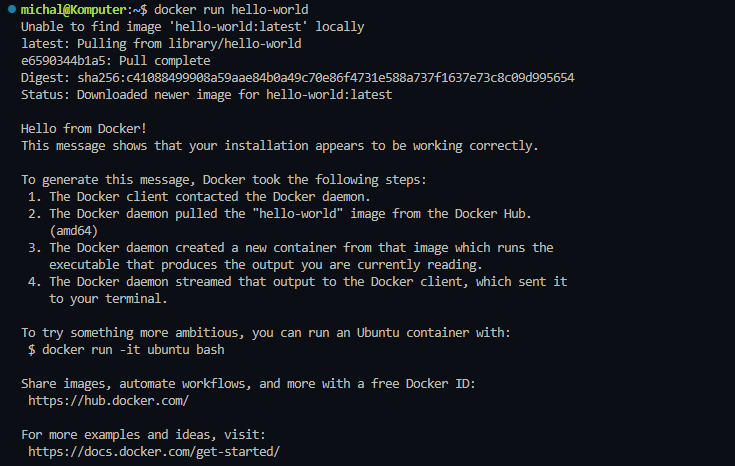 michal@Komputer:~$ docker run hello-world
Unable to find image 'hello-world:latest' locally
latest: Pulling from library/hello-world
e6590344b1a5: Pull complete
Digest: sha256:c41088499908a59aae84b0a49c70e86f4731e588a737f1637e73c8c09d995654
Status: Downloaded newer image for hello-world:latest

Hello from Docker!
This message shows that your installation appears to be working correctly.

To generate this message, Docker took the following steps:
 1. The Docker client contacted the Docker daemon.
 2. The Docker daemon pulled the "hello-world" image from the Docker Hub.
    (amd64)
 3. The Docker daemon created a new container from that image which runs the
    executable that produces the output you are currently reading.
 4. The Docker daemon streamed that output to the Docker client, which sent it
    to your terminal.

To try something more ambitious, you can run an Ubuntu container with:
 $ docker run -it ubuntu bash

Share images, automate workflows, and more with a free Docker ID:
 https://hub.docker.com/

For more examples and ideas, visit:
 https://docs.docker.com/get-started/